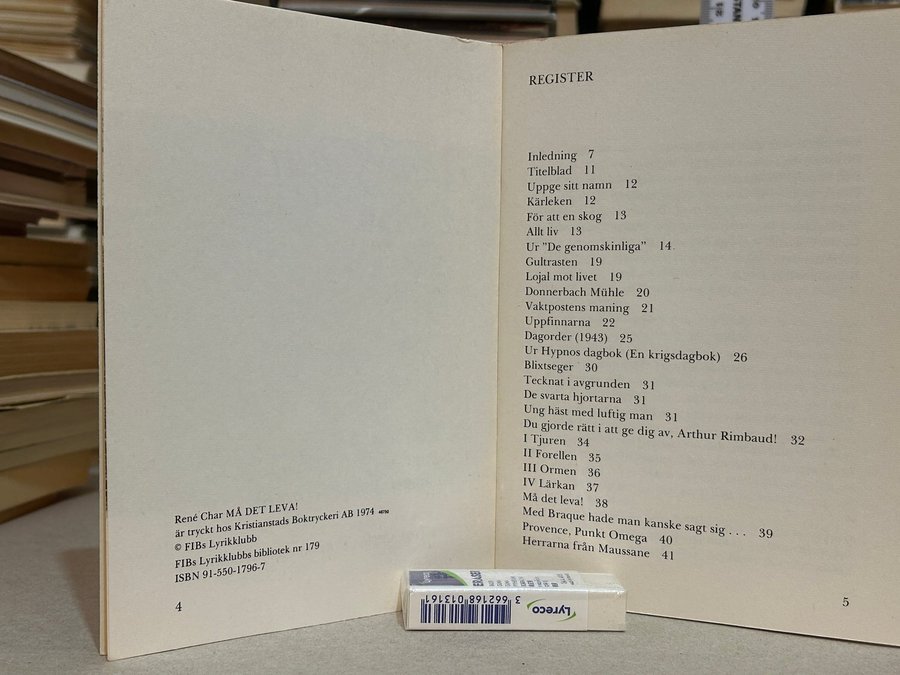 René Char MÅ DET LEVA!
är tryckt hos Kristianstads Boktryckeri AB 1974
© FIBs Lyrikklubb
FIBs Lyrikklubbs bibliotek nr 179
ISBN 91-550-1796-7
4
REGISTER
Inledning 7
Titelblad 11
Uppge sitt namn 12
Kärleken 12
För att en skog 13
Allt liv 13
Ur ”De genomskinliga” 14
Gultrasten 19
Lojal mot livet 19
Donnerbach Mühle 20
Vaktpostens maning 21
Uppfinnarna 22
Dagorder (1943) 25
Ur Hypnos dagbok (En krigsdagbok) 26
Blixtseger 30
Tecknat i avgrunden 31
De svarta hjortarna 31
Ung häst med luftig man 31
Du gjorde rätt i att ge dig av, Arthur Rimbaud! 32
I Tjuren 34
II Forellen 35
III Ormen 36
IV Lärkan 37
Må det leva! 38
Med Braque hade man kanske sagt sig . . . 39
Provence, Punkt Omega 40
Herrarna från Maussane 41
5
Lyreco
ERASER
3 662168 013161